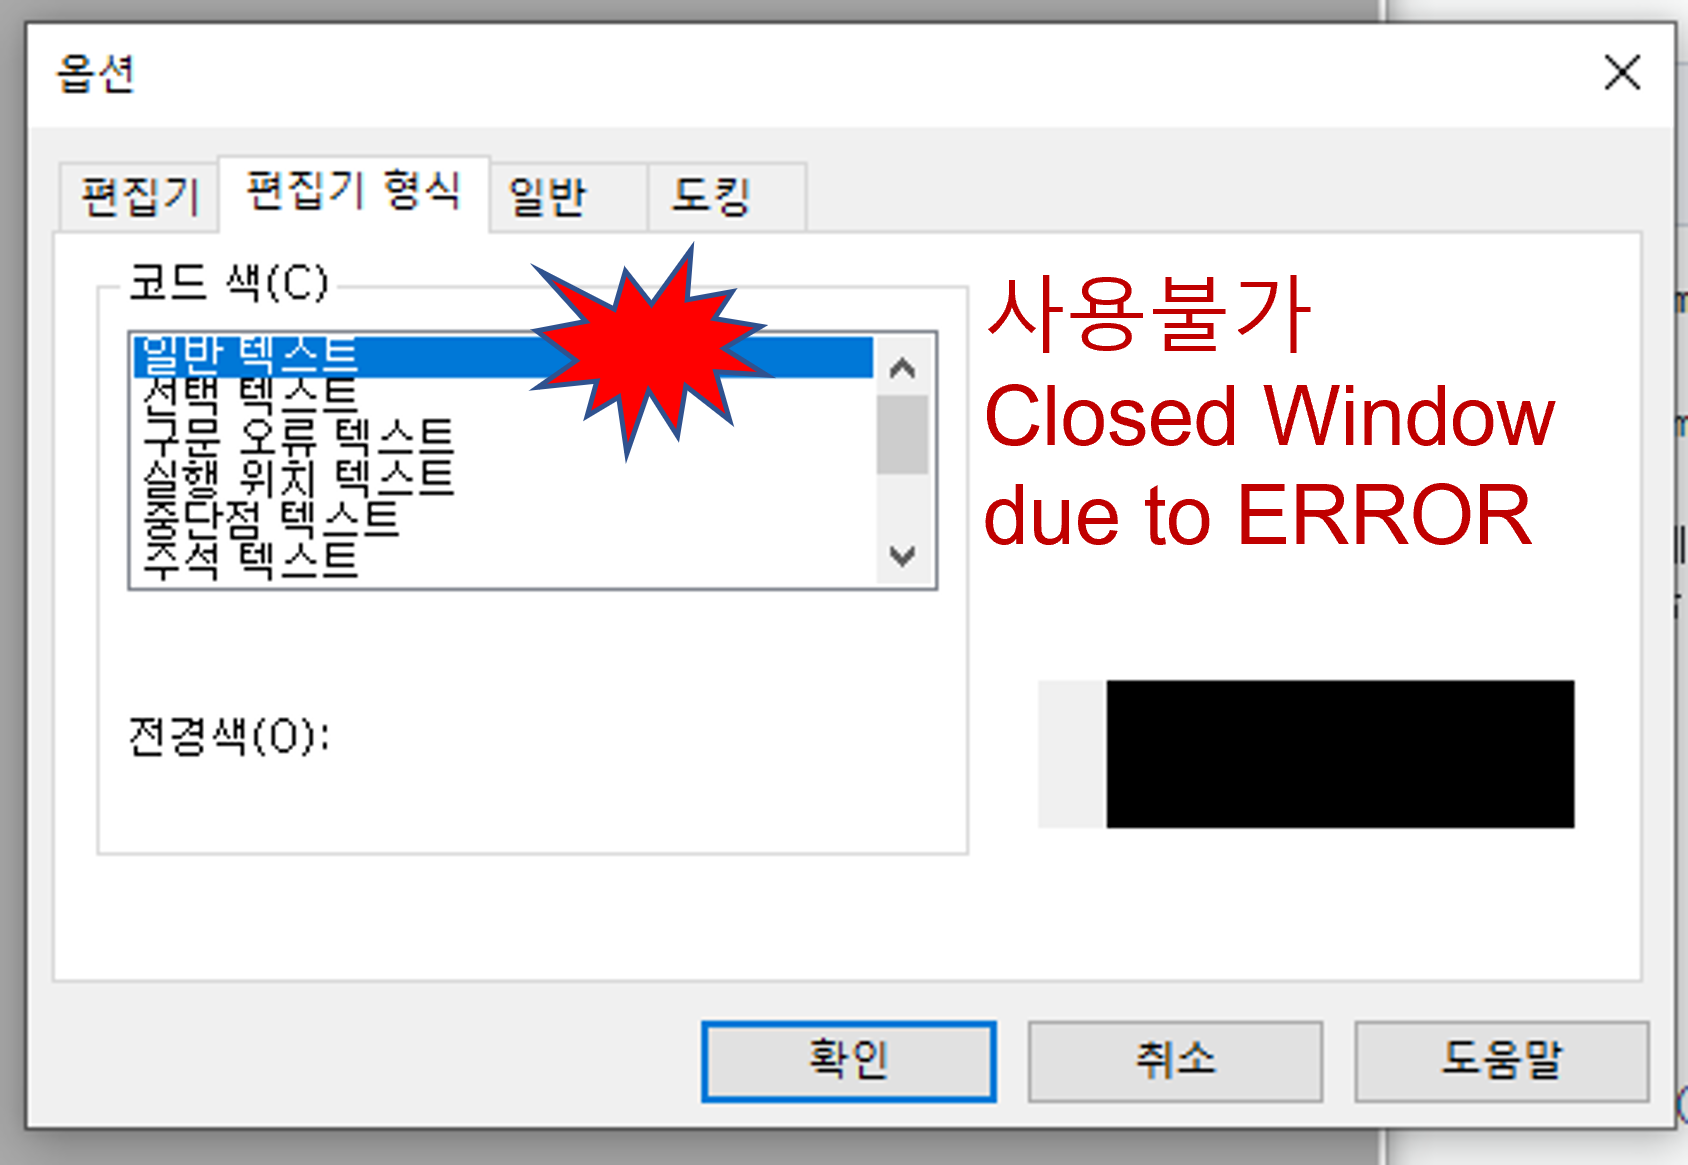 옵션
편집기
편집기 형식
일반
도킹
코드 색(C)
일반 텍스트
선택 텍스트
구문 오류 텍스트
실행 위치 텍스트
중단점 텍스트
주석 텍스트
사용불가
Closed Window
due to ERROR
전경색(O):
확인
취소
도움말